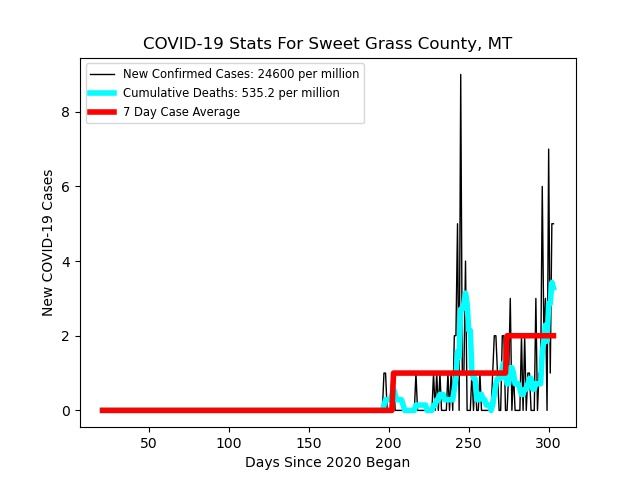 COVID-19 Stats For Sweet Grass County, MT
New Confirmed Cases: 24600 per million
Cumulative Deaths: 535.2 per million
7 Day Case Average
New COVID-19 Cases
8
6
4
2
0
50 100 150 200 250 300
Days Since 2020 Began